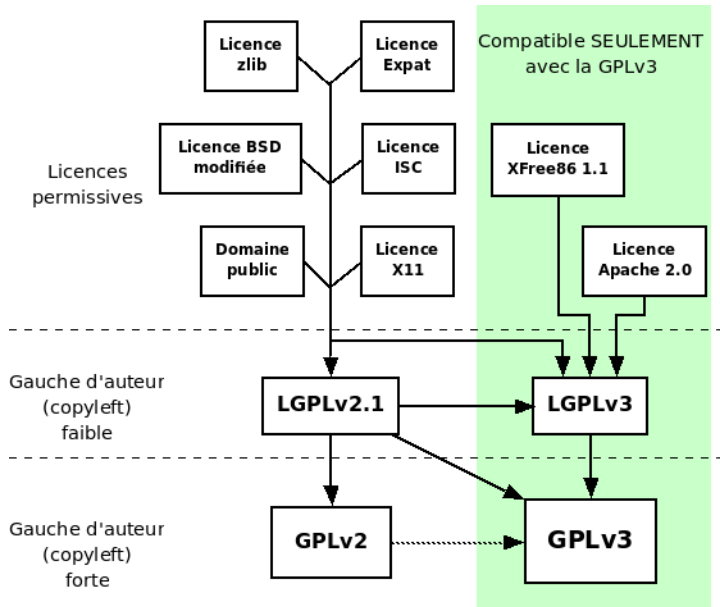 Licence
zlib
Licence
Expat
Compatible SEULEMENT
avec la GPLv3
Licence BSD
modifiée
Licence
ISC
Licence
XFree86 1.1
Licences
permissives
Domaine
public
Licence
X11
Licence
Apache 2.0
Gauche d'auteur
(copyleft)
faible
LGPLv2.1
LGPLv3
Gauche d'auteur
(copyleft)
forte
GPLv2
GPLv3